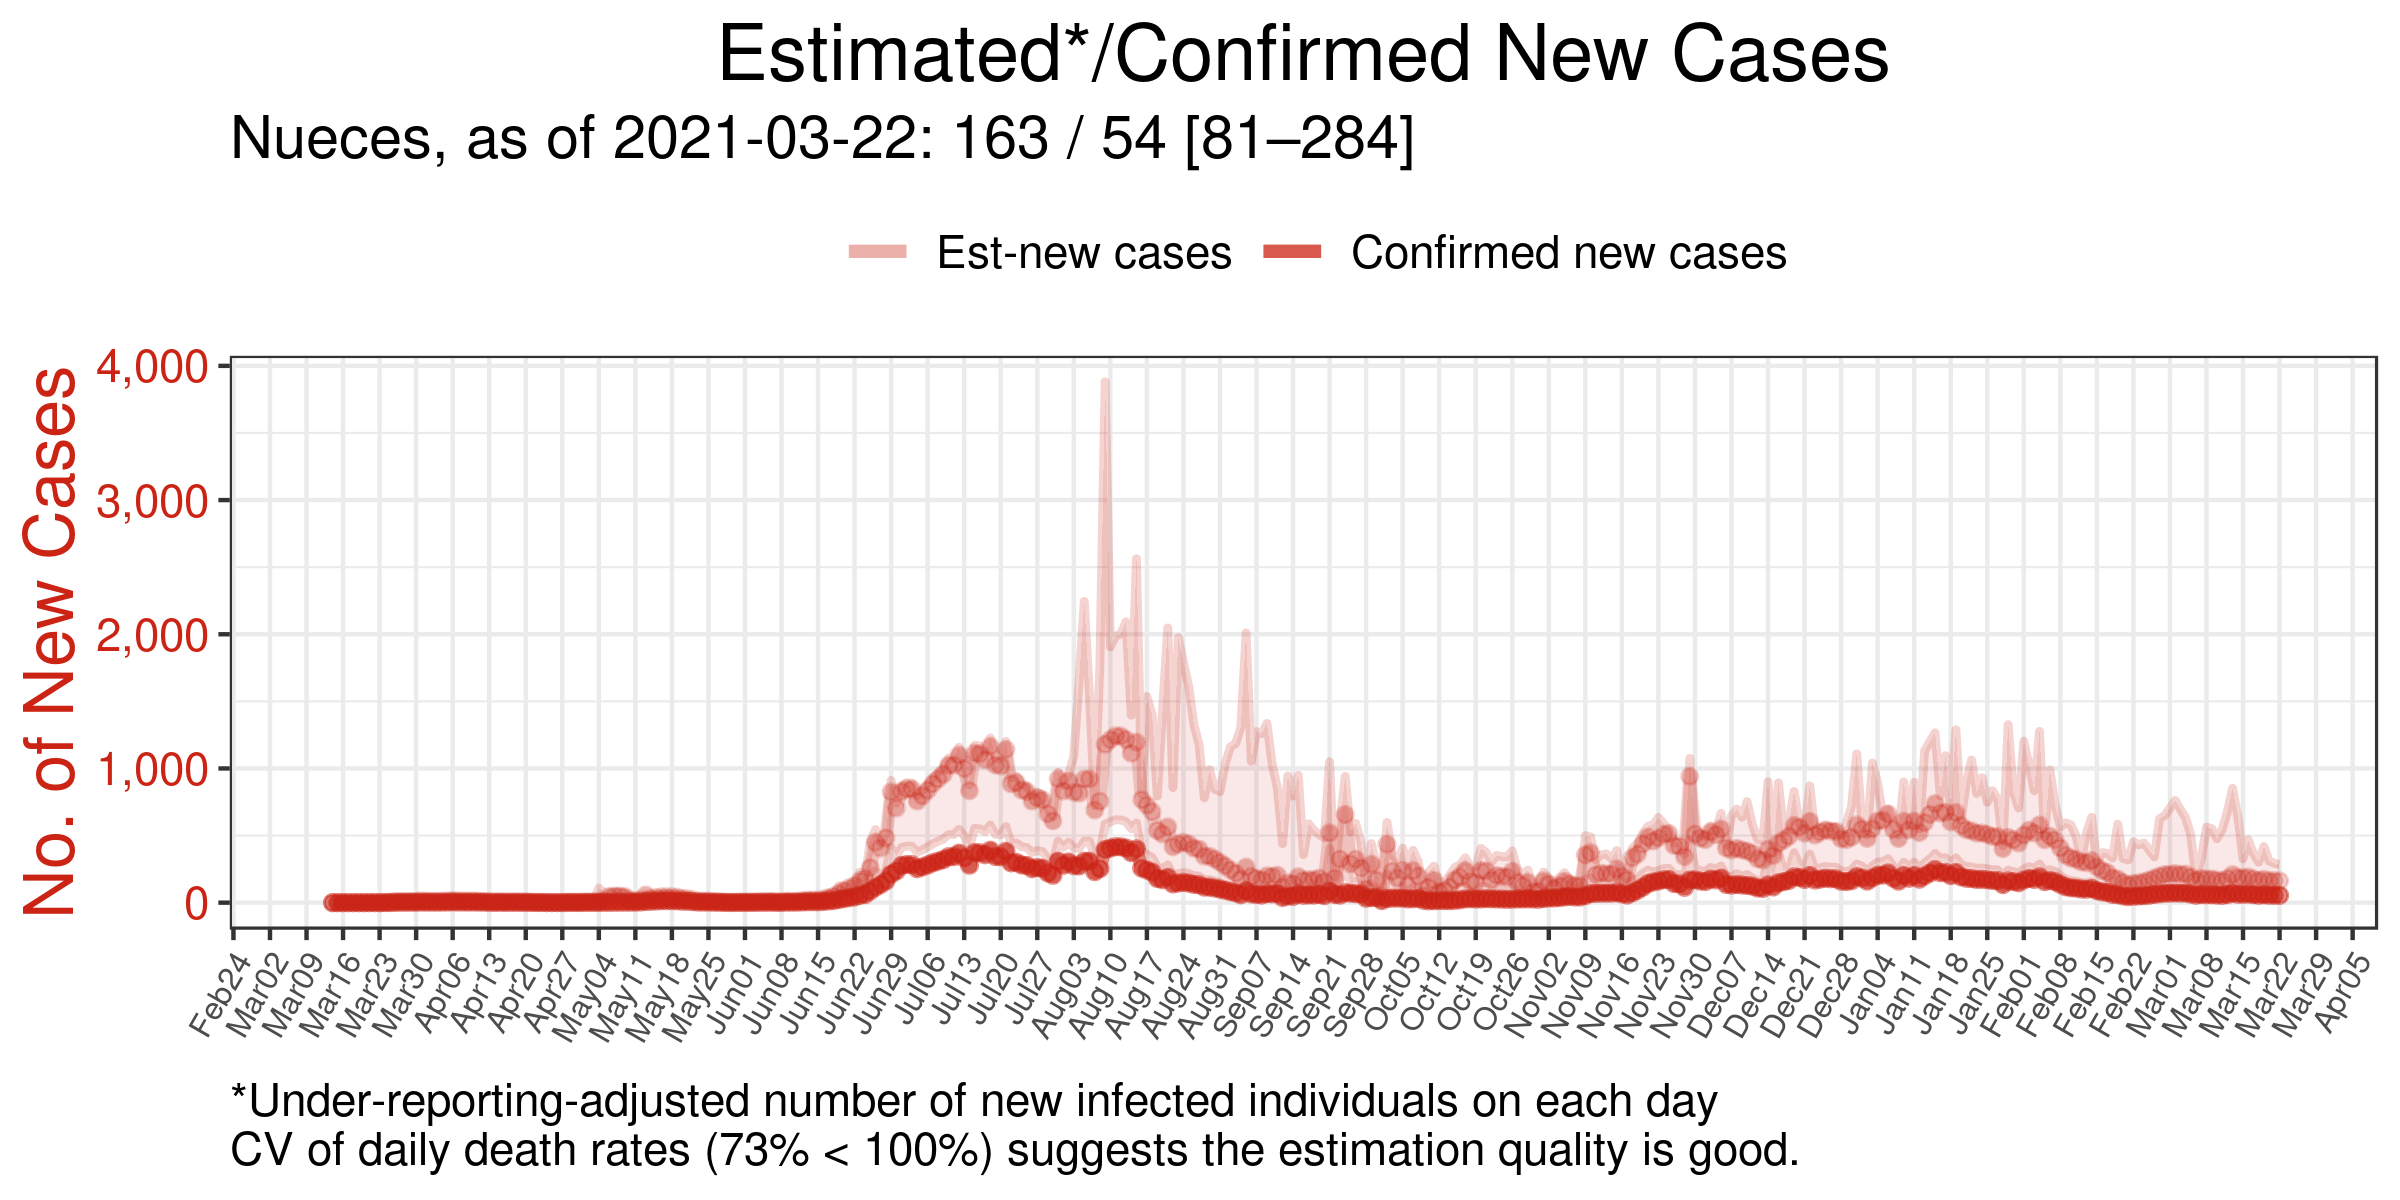 Estimated*/Confirmed New Cases
Nueces, as of 2021-03-22: 163 / 54 [81–284]
Est-new cases Confirmed new cases
No. of New Cases
4,000
3,000
2,000
1,000
0
Feb24 Mar02 Mar09 Mar16 Mar23 Mar30 Apr06 Apr13 Apr20 Apr27 May04 May11 May18 May25 Jun01 Jun08 Jun15 Jun22 Jun29 Jul06 Jul13 Jul20 Jul27 Aug03 Aug10 Aug17 Aug24 Aug31 Sep07 Sep14 Sep21 Sep28 Oct05 Oct12 Oct19 Oct26 Nov02 Nov09 Nov16 Nov23 Nov30 Dec07 Dec14 Dec21 Dec28 Jan04 Jan11 Jan18 Jan25 Feb01 Feb08 Feb15 Feb22 Mar01 Mar08 Mar15 Mar22 Mar29 Apr05
*Under-reporting-adjusted number of new infected individuals on each day
CV of daily death rates (73% < 100%) suggests the estimation quality is good.